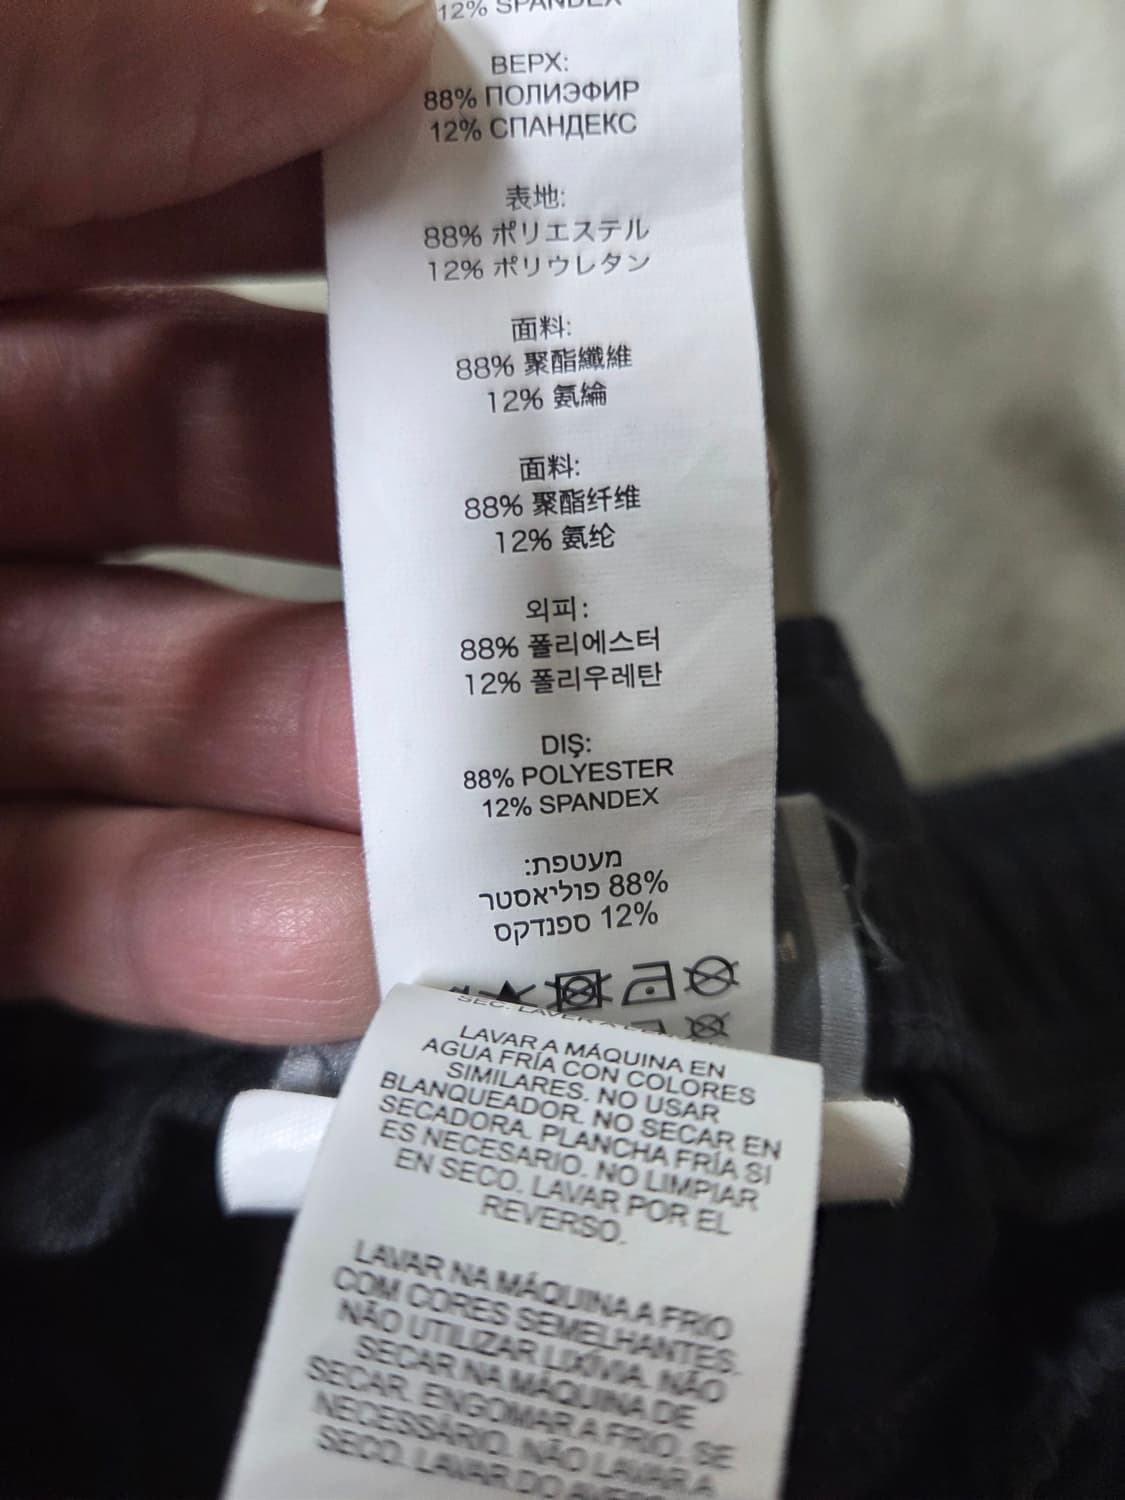 12% SPANDEX
ВЕРХ:
88% ПОЛИЭФИР
12% СПАНДЕКС
表地:
88% ポリエステル
12% ポリウレタン
面料:
88% 聚酯纖維
12% 氨綸
面料:
88% 聚酯纤维
12% 氨纶
외피:
88% 폴리에스터
12% 폴리우레탄
DIŞ:
88% POLYESTER
12% SPANDEX
מעטפת:
88% פוליאסטר
12% ספנדקס
LAVAR A MÁQUINA EN
AGUA FRÍA CON COLORES
SIMILARES. NO USAR
BLANQUEADOR. NO SECAR EN
SECADORA. PLANCHA FRÍA SI
ES NECESARIO. NO LIMPIAR
EN SECO. LAVAR POR EL
REVERSO.
LAVAR NA MÁQUINA A FRIO
COM CORES SEMELHANTES.
NÃO UTILIZAR LIXÍVIA. NÃO
SECAR NA MÁQUINA DE
SECAR. ENGOMAR A FRIO, SE
NECESSÁRIO. NÃO LAVAR A
SECO. LAVAR DO